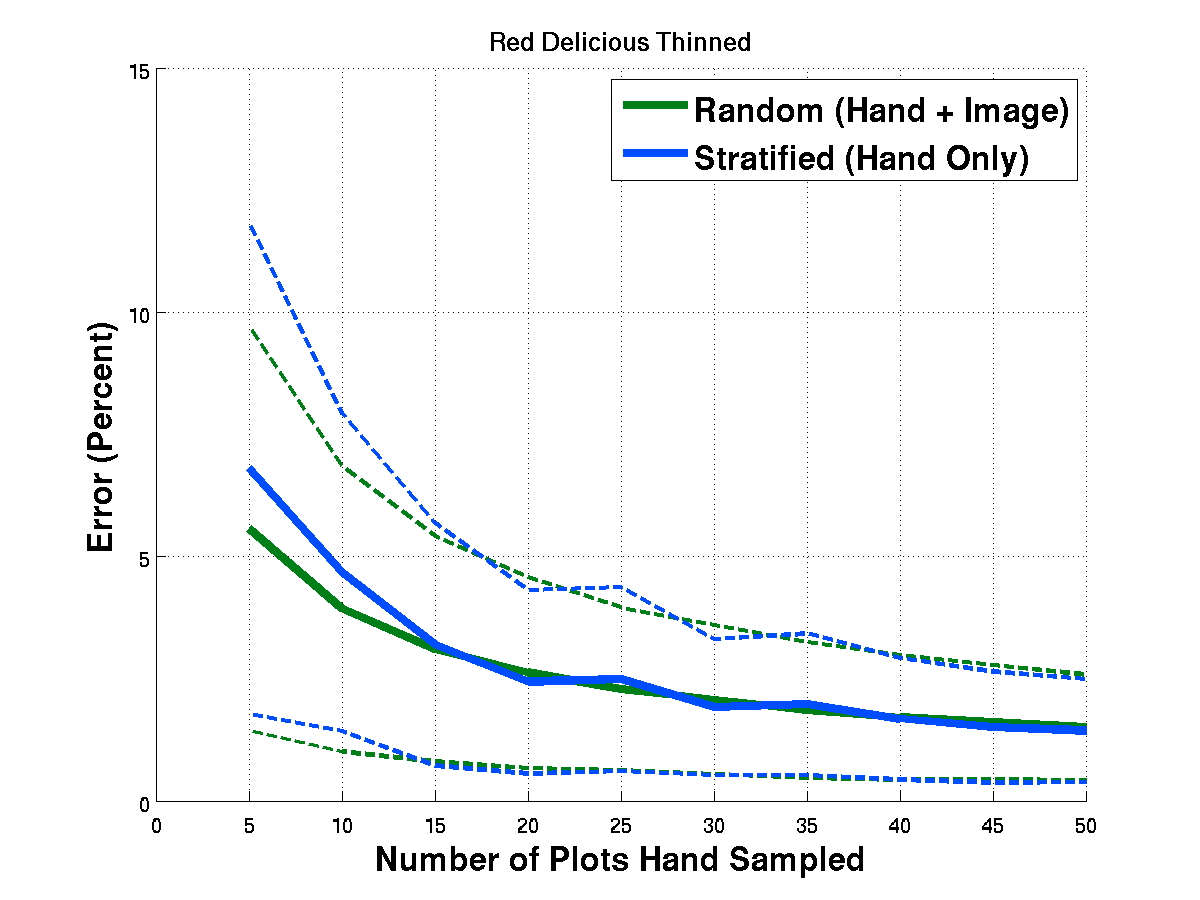 Red Delicious Thinned
15
Random (Hand + Image)
Stratified (Hand Only)
10
Error (Percent)
5
0
0 5 10 15 20 25 30 35 40 45 50
Number of Plots Hand Sampled